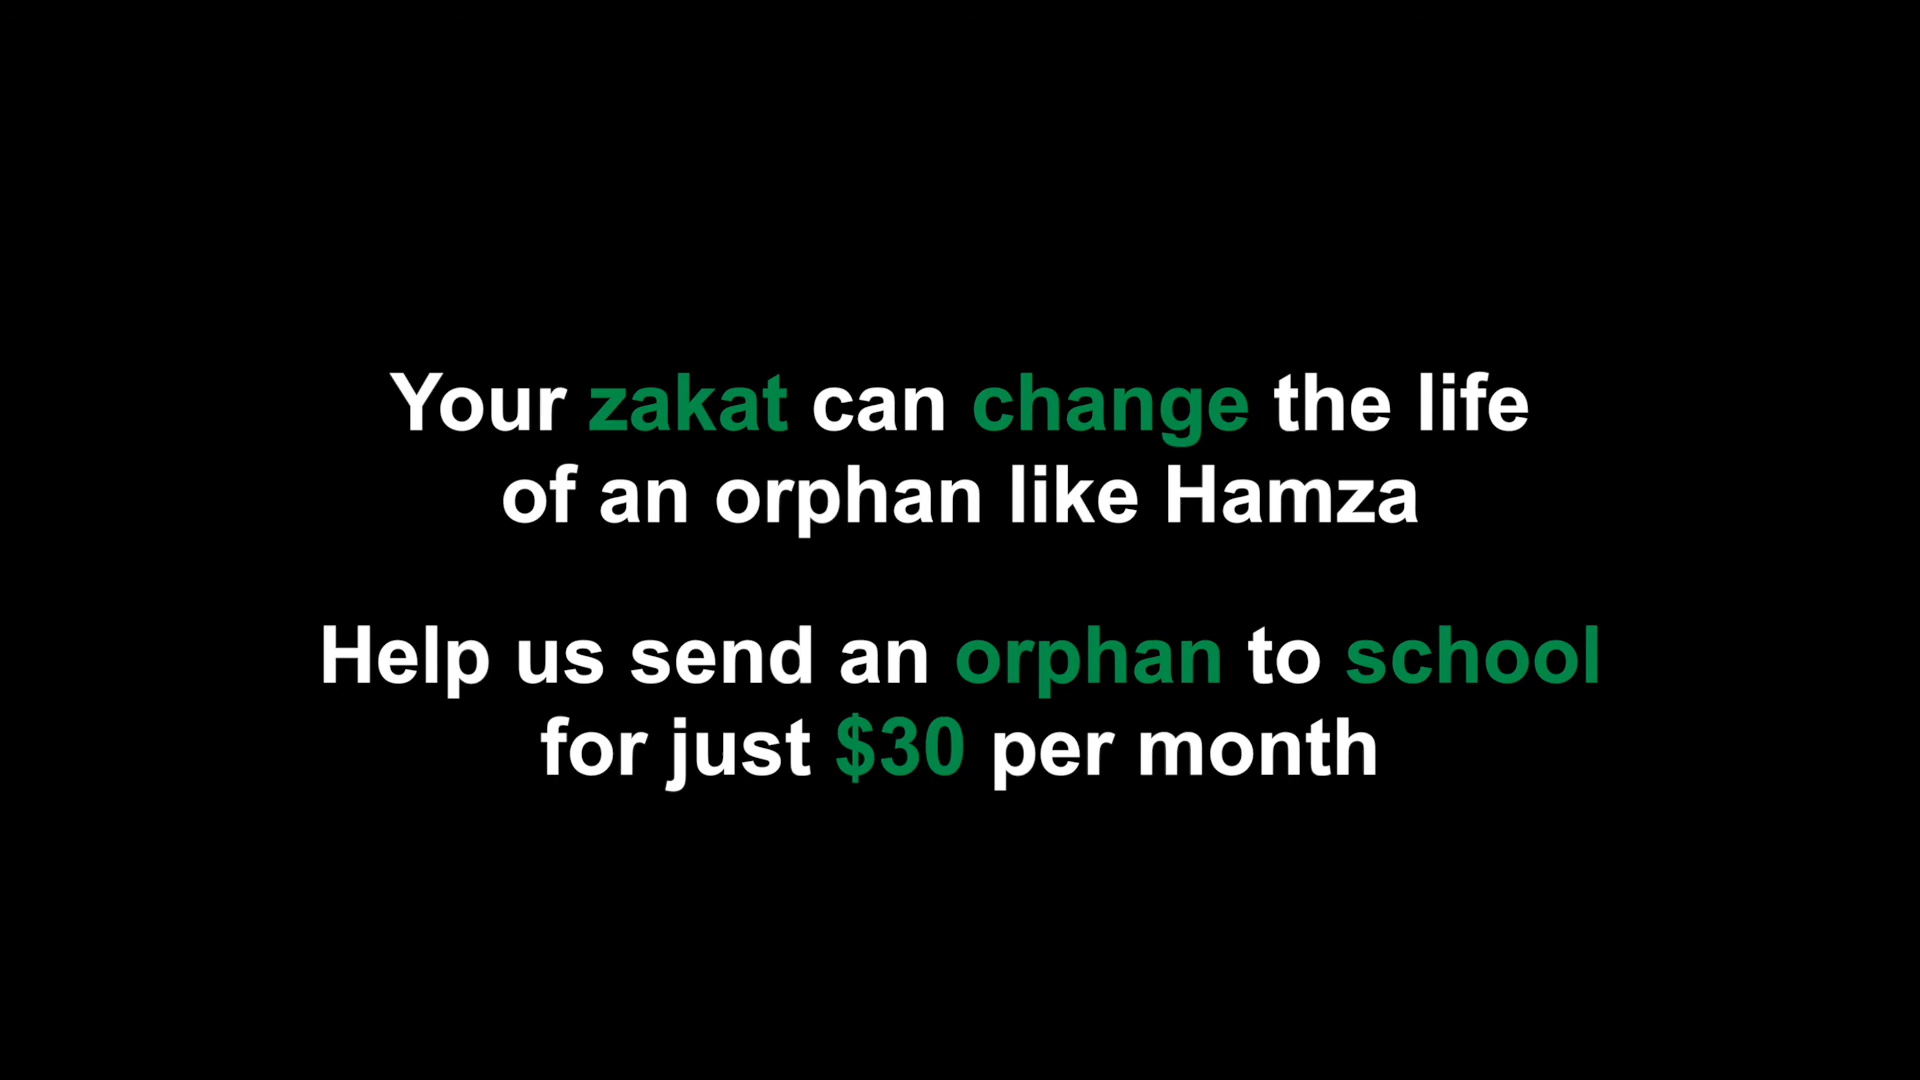 Your zakat can change the life
of an orphan like Hamza
Help us send an orphan to school
for just $30 per month